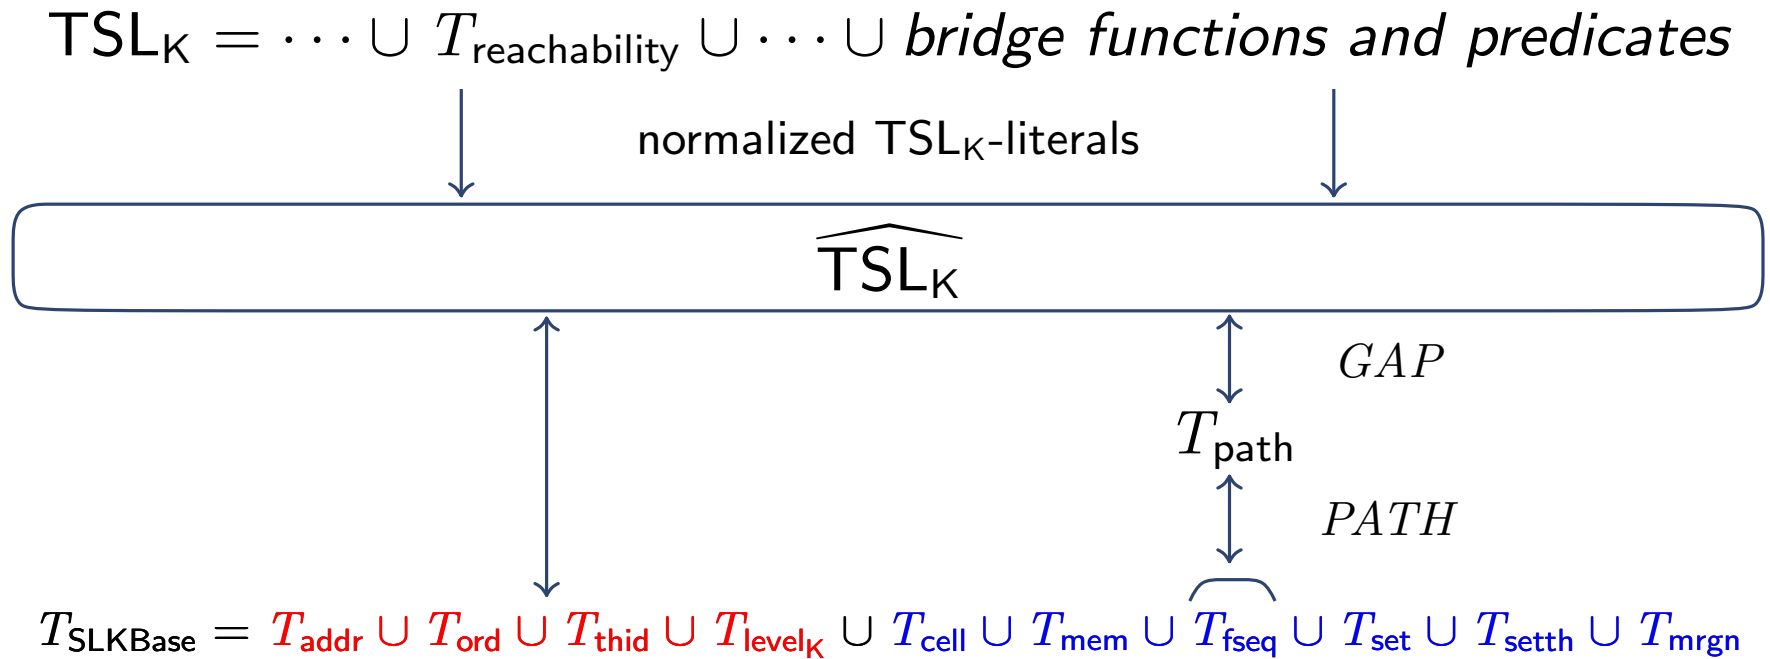 TSL_K = ··· ∪ T_reachability ∪ ··· ∪ bridge functions and predicates
normalized TSL_K-literals
\widehat{TSL_K}
GAP
T_path
PATH
T_SLKBase = T_addr ∪ T_ord ∪ T_thid ∪ T_level_K ∪ T_cell ∪ T_mem ∪ T_fseq ∪ T_set ∪ T_setth ∪ T_mrgn